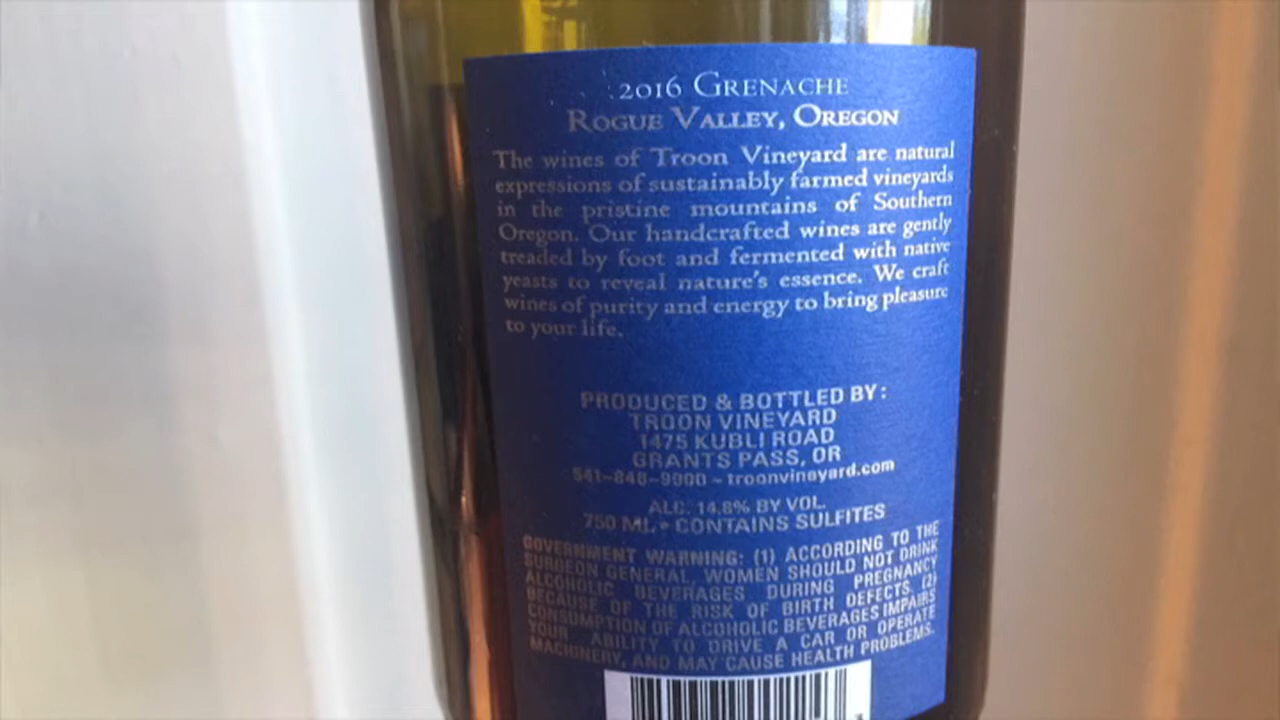 2016 Grenache
Rogue Valley, Oregon
The wines of Troon Vineyard are natural
expressions of sustainably farmed vineyards
in the pristine mountains of Southern
Oregon. Our handcrafted wines are gently
treaded by foot and fermented with native
yeasts to reveal nature's essence. We craft
wines of purity and energy to bring pleasure
to your life.
PRODUCED & BOTTLED BY:
TROON VINEYARD
1475 KUBLI ROAD
GRANTS PASS, OR
541-846-9900 ~ troonvineyard.com
ALC. 14.8% BY VOL.
750 ML • CONTAINS SULFITES
GOVERNMENT WARNING: (1) ACCORDING TO THE
SURGEON GENERAL, WOMEN SHOULD NOT DRINK
ALCOHOLIC BEVERAGES DURING PREGNANCY
BECAUSE OF THE RISK OF BIRTH DEFECTS. (2)
CONSUMPTION OF ALCOHOLIC BEVERAGES IMPAIRS
YOUR ABILITY TO DRIVE A CAR OR OPERATE
MACHINERY, AND MAY CAUSE HEALTH PROBLEMS.